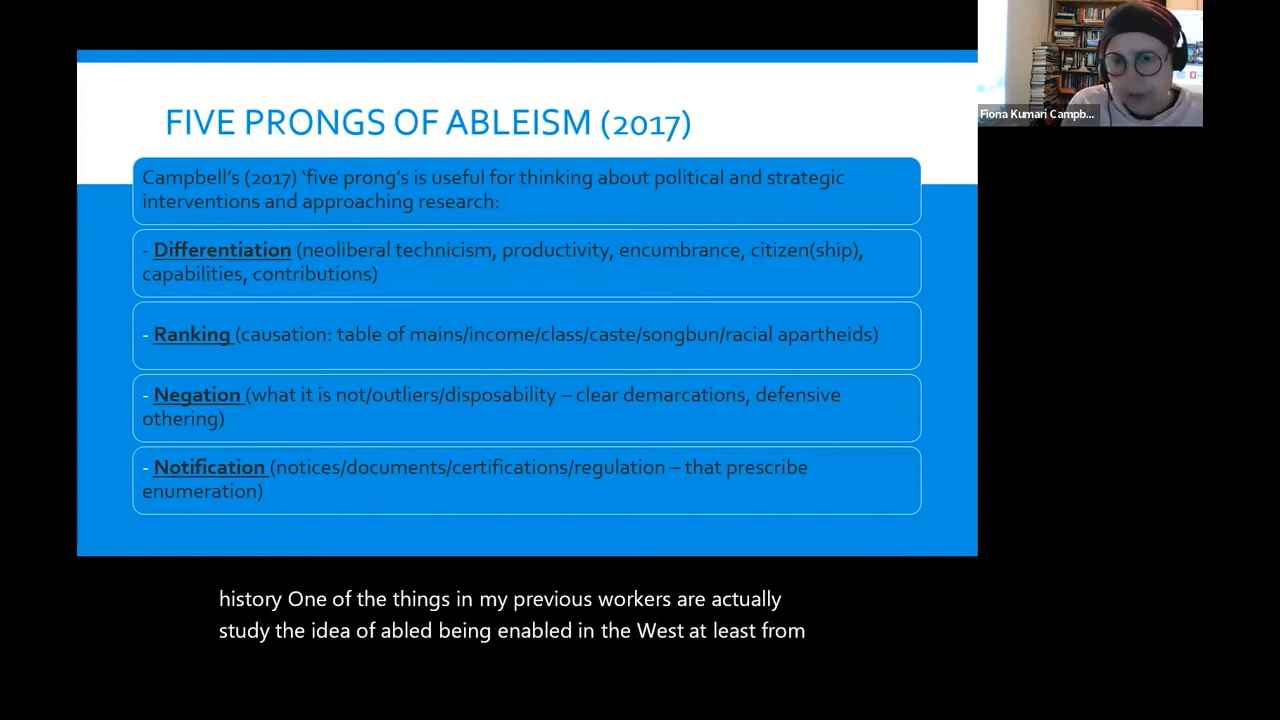 FIVE PRONGS OF ABLEISM (2017)
Campbell's (2017) 'five prong's is useful for thinking about political and strategic
interventions and approaching research:
- Differentiation (neoliberal technicism, productivity, encumbrance, citizen(ship),
capabilities, contributions)
- Ranking (causation: table of mains/income/class/caste/songbun/racial apartheids)
- Negation (what it is not/outliers/disposability – clear demarcations, defensive
othering)
- Notification (notices/documents/certifications/regulation – that prescribe
enumeration)
Fiona Kumari Campb...
history One of the things in my previous workers are actually
study the idea of abled being enabled in the West at least from